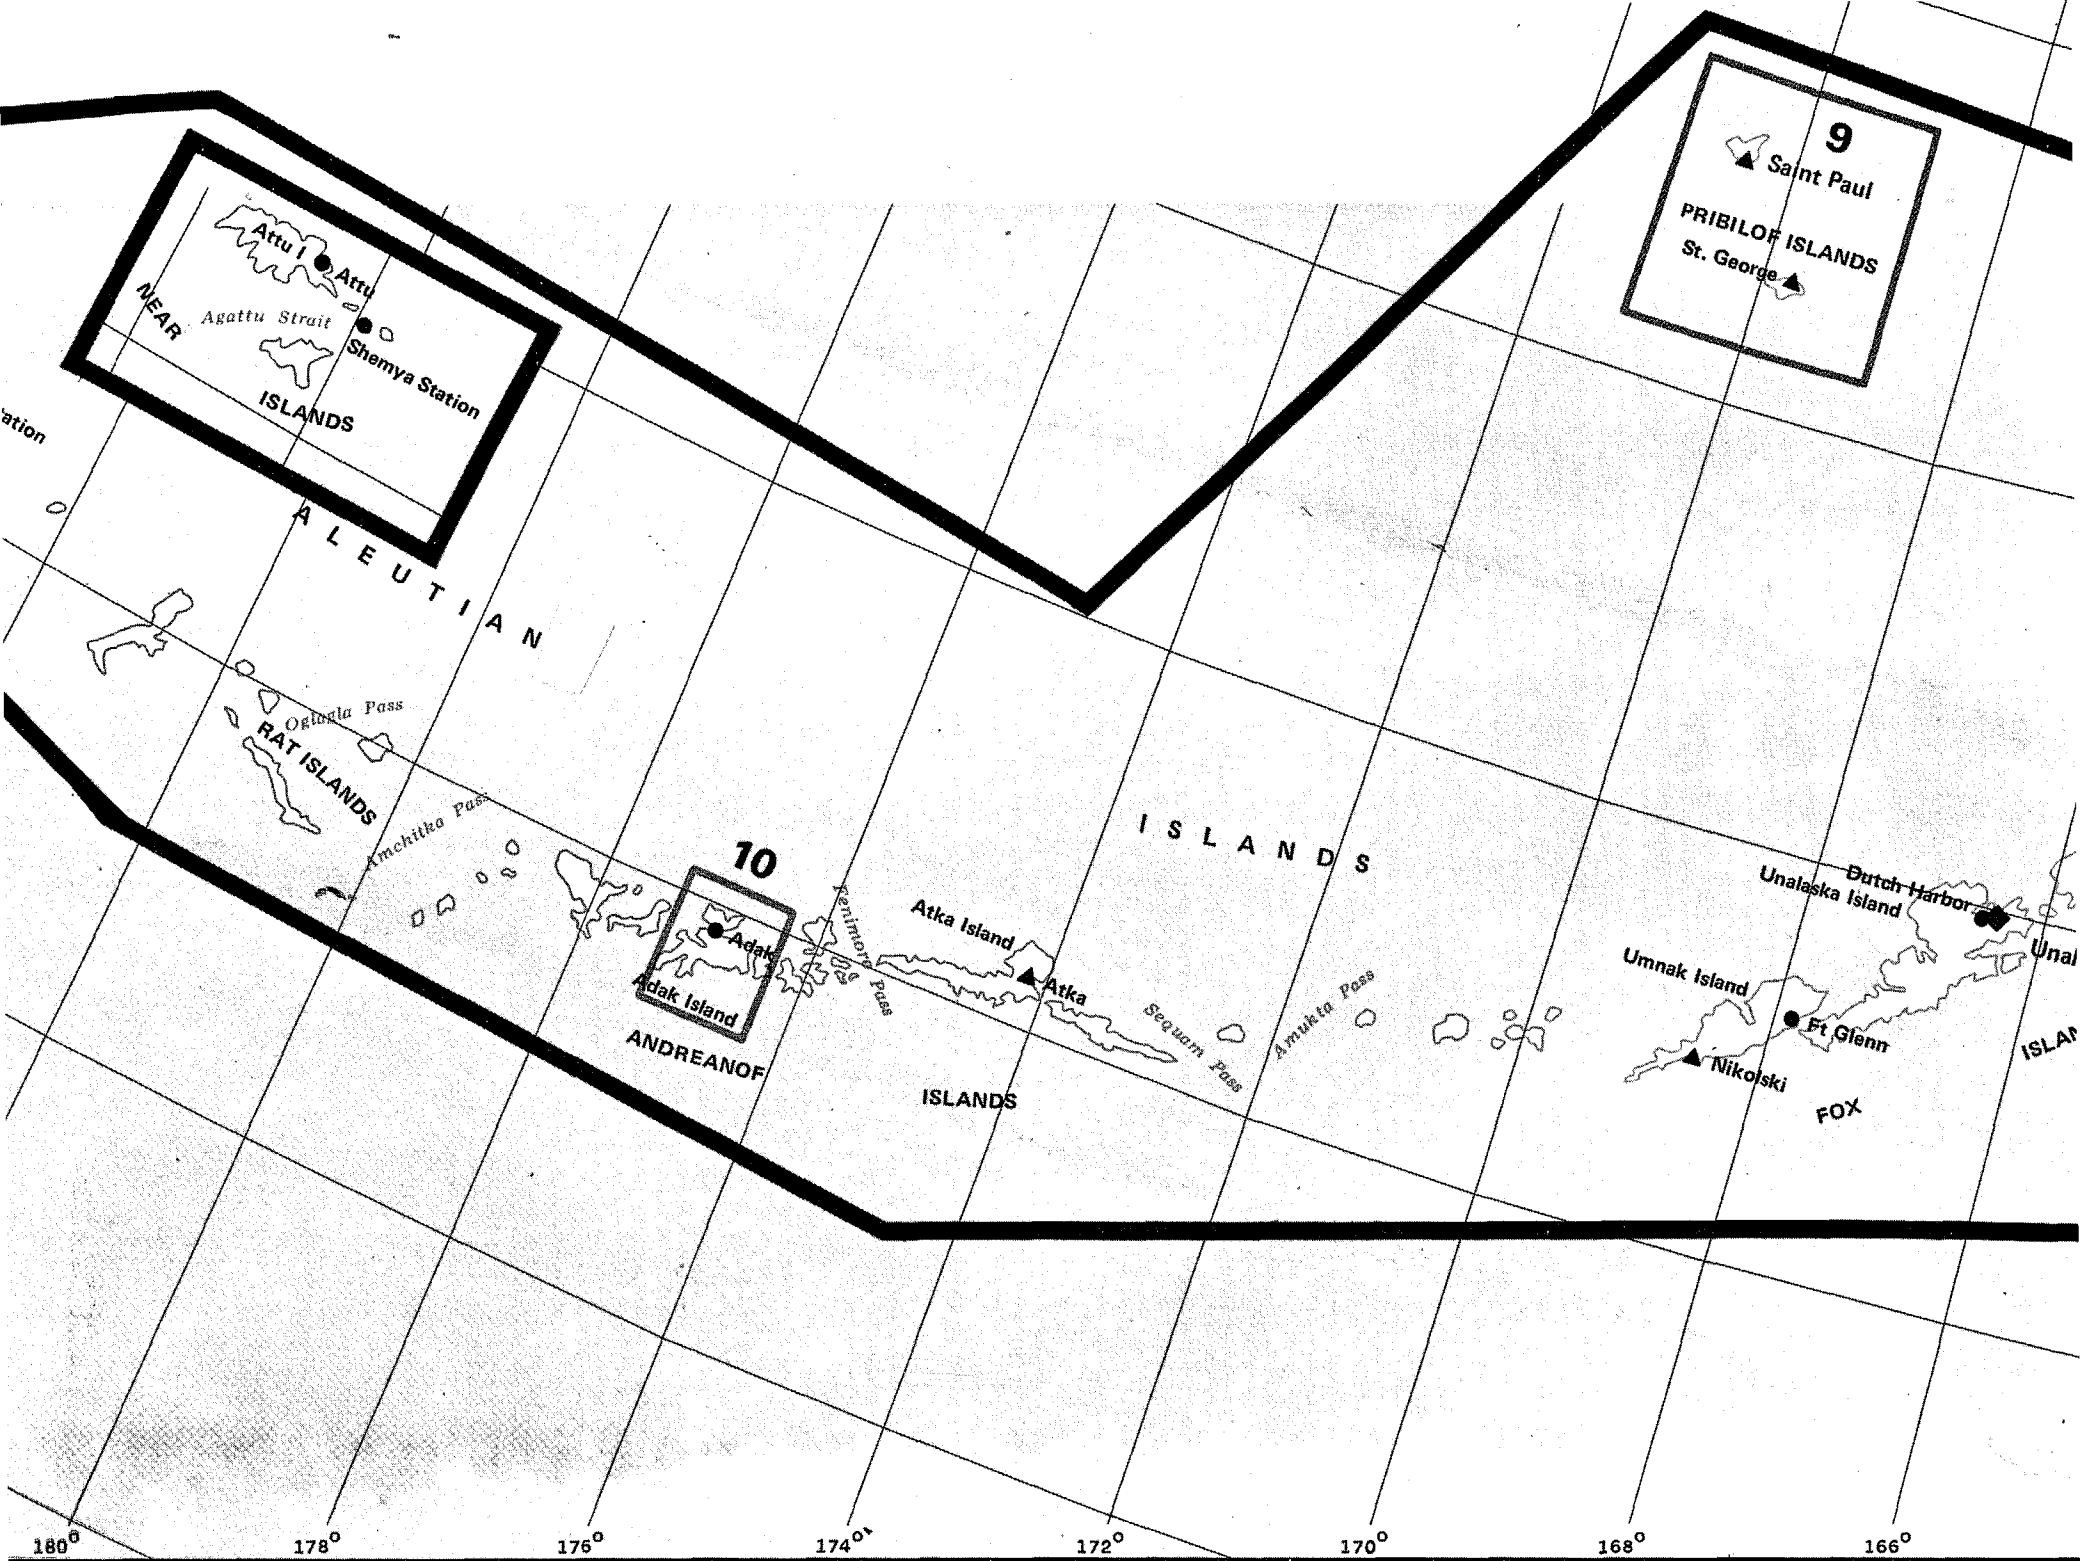 9
Saint Paul
PRIBILOF ISLANDS
St. George
Attu I
Attu
NEAR
Agattu Strait
Shemya Station
ISLANDS
ation
ALEUTIAN
Oglagla Pass
RAT ISLANDS
Amchitka Pass
10
Adak
Adak Island
ANDREANOF
ISLANDS
Fenimore Pass
Atka Island
Atka
ISLANDS
Seguam Pass
Amukta Pass
Dutch Harbor
Unalaska Island
Unal
Umnak Island
Ft Glenn
Nikolski
ISLAN
FOX
180°
178°
176°
174°
172°
170°
168°
166°